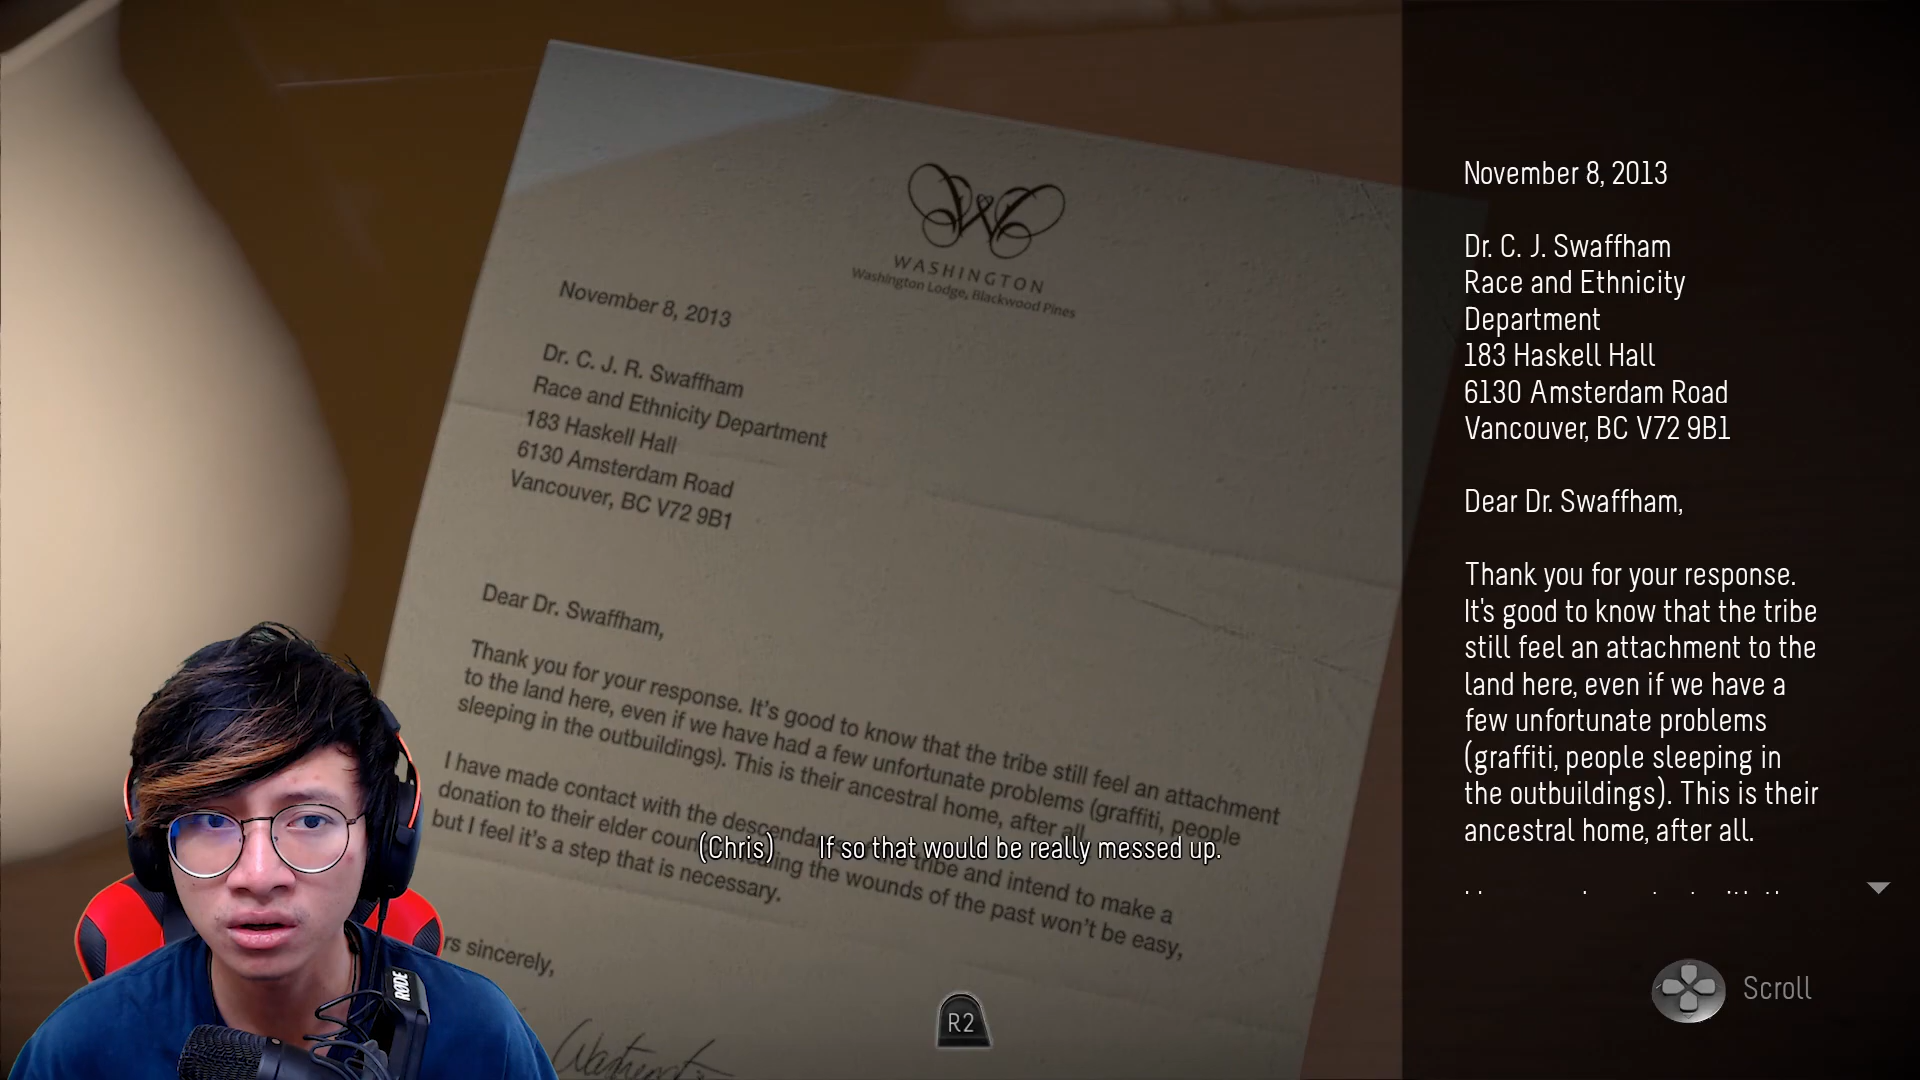 W
WASHINGTON
Washington Lodge, Blackwood Pines
November 8, 2013
Dr. C. J. R. Swaffham
Race and Ethnicity Department
183 Haskell Hall
6130 Amsterdam Road
Vancouver, BC V72 9B1
Dear Dr. Swaffham,
Thank you for your response. It's good to know that the tribe still feel an attachment
to the land here, even if we have had a few unfortunate problems (graffiti, people
sleeping in the outbuildings). This is their ancestral home, after all.
I have made contact with the tribe and intend to make a
donation to their elder the wounds of the past won't be easy,
but I feel it's a step that is necessary.
sincerely,
(Chris) If so that would be really messed up.
R2
RØDE
November 8, 2013
Dr. C. J. Swaffham
Race and Ethnicity
Department
183 Haskell Hall
6130 Amsterdam Road
Vancouver, BC V72 9B1
Dear Dr. Swaffham,
Thank you for your response.
It's good to know that the tribe
still feel an attachment to the
land here, even if we have a
few unfortunate problems
(graffiti, people sleeping in
the outbuildings). This is their
ancestral home, after all.
Scroll